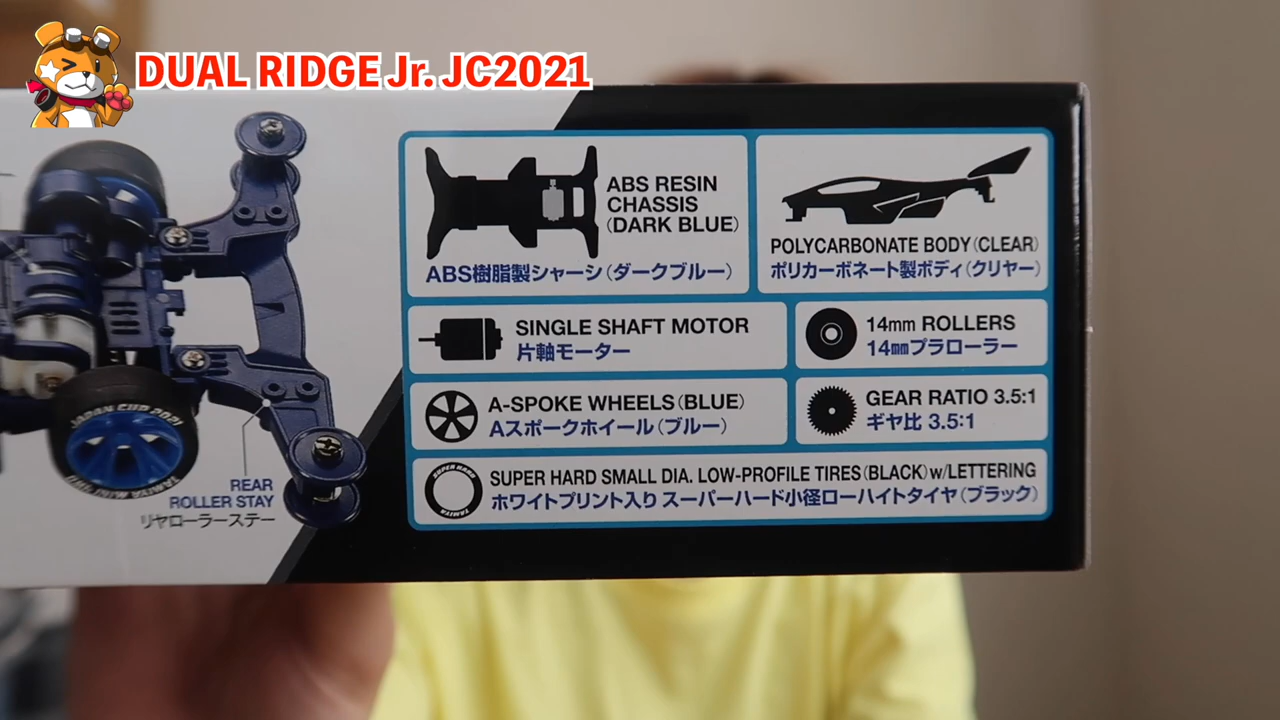 DUAL RIDGE Jr. JC2021
JAPAN CUP 2021
REAR
ROLLER STAY
リヤローラーステー
ABS RESIN
CHASSIS
(DARK BLUE)
ABS樹脂製シャーシ（ダークブルー）
POLYCARBONATE BODY (CLEAR)
ポリカーボネート製ボディ（クリヤー）
SINGLE SHAFT MOTOR
片軸モーター
14mm ROLLERS
14㎜プラローラー
A-SPOKE WHEELS (BLUE)
Aスポークホイール（ブルー）
GEAR RATIO 3.5:1
ギヤ比 3.5:1
SUPER HARD
TAMIYA
SUPER HARD SMALL DIA. LOW-PROFILE TIRES (BLACK) w/LETTERING
ホワイトプリント入り スーパーハード小径ローハイトタイヤ（ブラック）